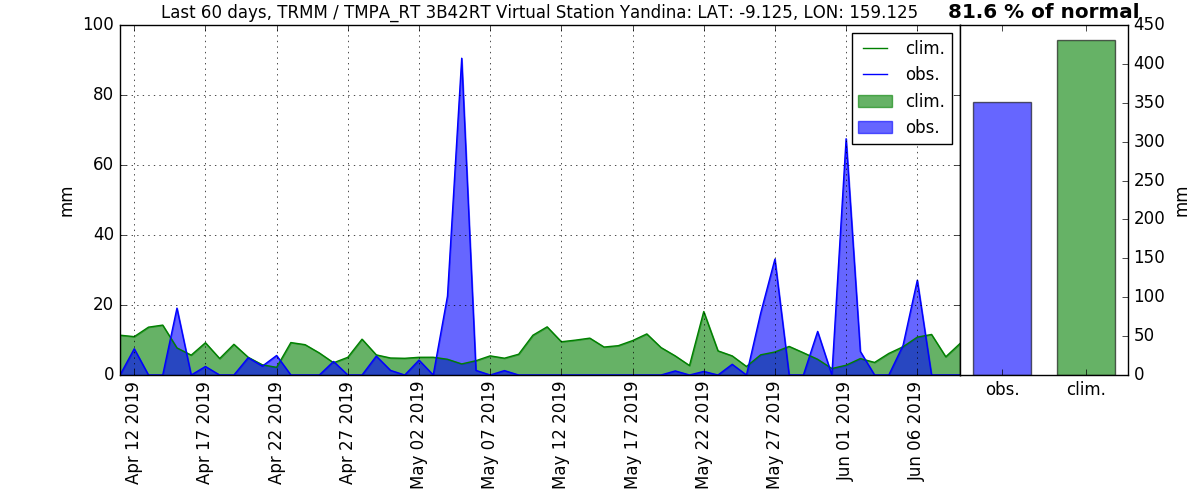 Last 60 days, TRMM / TMPA_RT 3B42RT Virtual Station Yandina: LAT: -9.125, LON: 159.125
81.6 % of normal
100
80
60
40
20
0
mm
clim.
obs.
clim.
obs.
450
400
350
300
250
200
150
100
50
0
mm
Apr 12 2019
Apr 17 2019
Apr 22 2019
Apr 27 2019
May 02 2019
May 07 2019
May 12 2019
May 17 2019
May 22 2019
May 27 2019
Jun 01 2019
Jun 06 2019
obs.
clim.